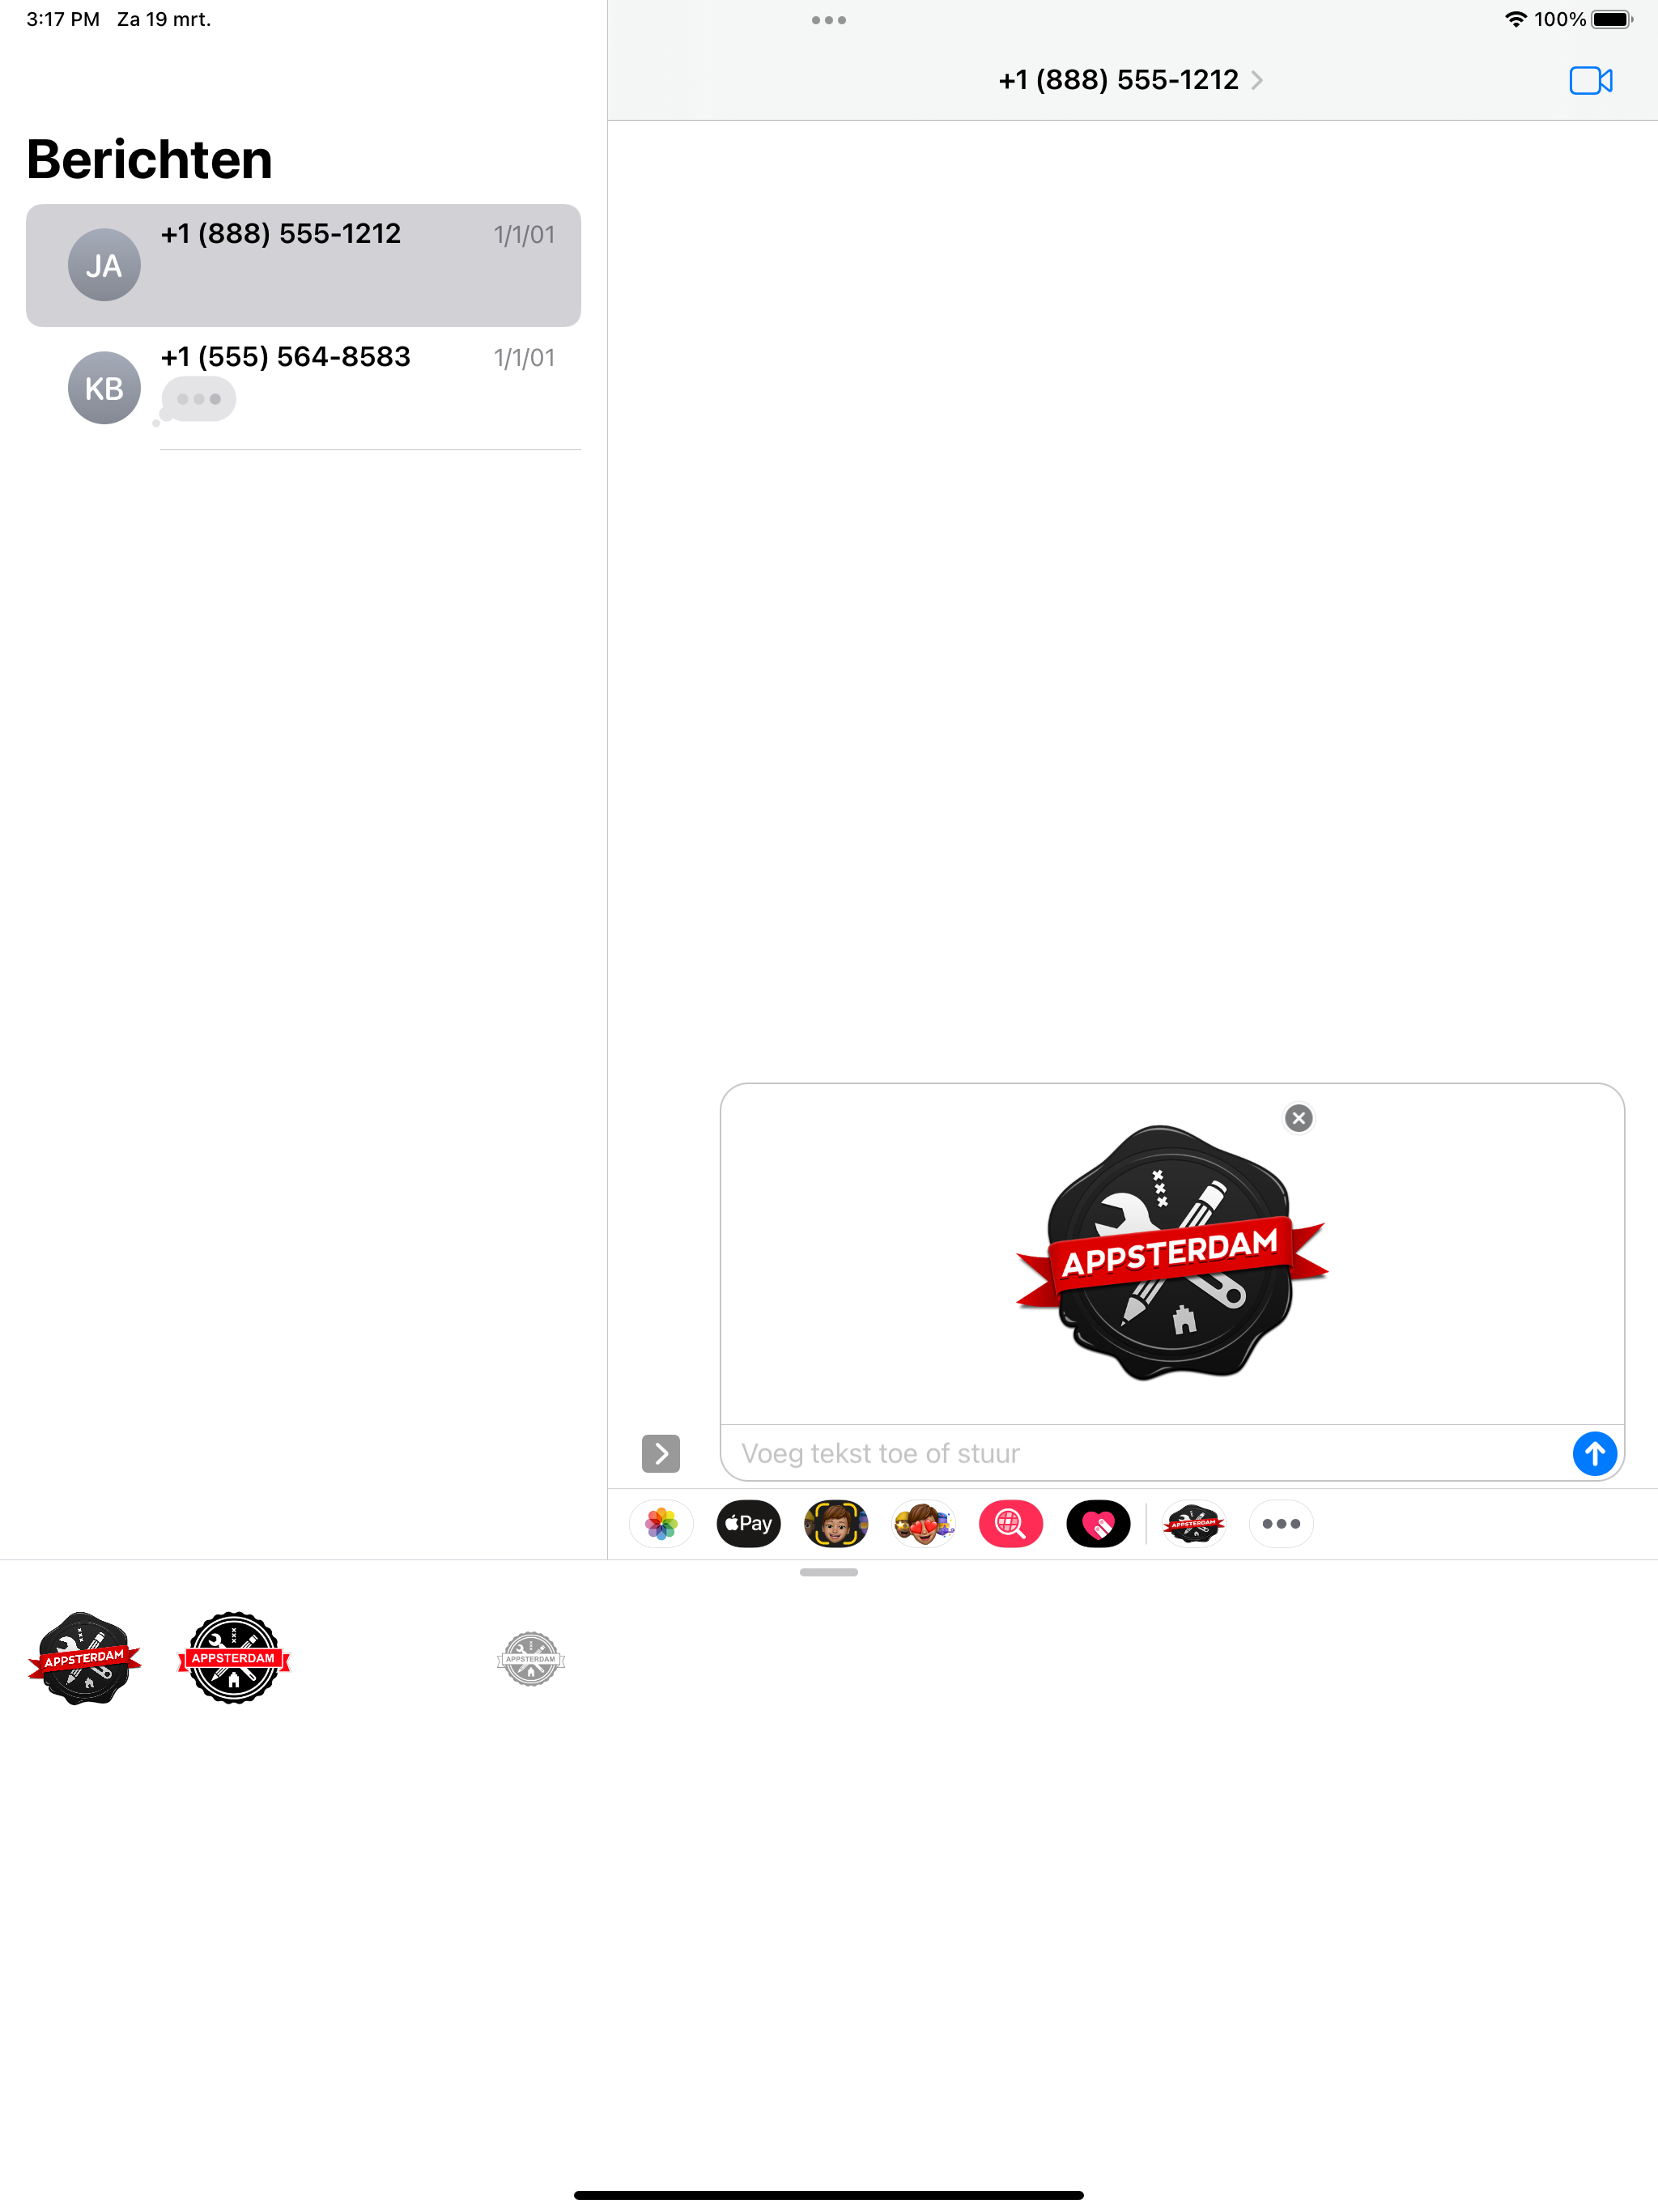 3:17 PM Za 19 mrt.
100%
Berichten
JA
+1 (888) 555-1212
1/1/01
KB
+1 (555) 564-8583
1/1/01
+1 (888) 555-1212
APPSTERDAM
Voeg tekst toe of stuur
Pay
APPSTERDAM
APPSTERDAM
APPSTERDAM
APPSTERDAM